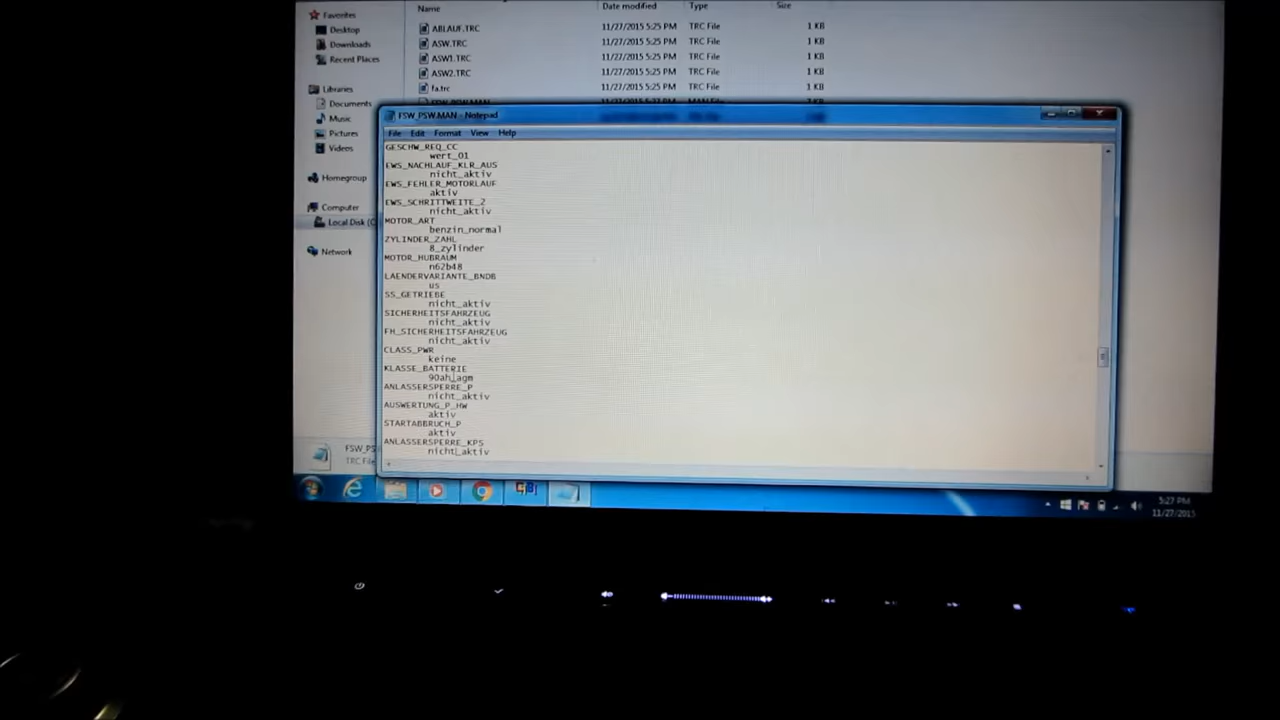 Name Date modified Type Size
Favorites
Desktop
Downloads
Recent Places
Libraries
Documents
Music
Pictures
Videos
Homegroup
Computer
Local Disk (C
Network
ABLAUF.TRC 11/27/2015 5:25 PM TRC File 1 KB
ASW.TRC 11/27/2015 5:25 PM TRC File 1 KB
ASW1.TRC 11/27/2015 5:25 PM TRC File 1 KB
ASW2.TRC 11/27/2015 5:25 PM TRC File 1 KB
fa.trc 11/27/2015 5:25 PM TRC File 1 KB
FSW_PSW.MAN - Notepad
File Edit Format View Help
GESCHW_REQ_CC
wert_01
EWS_NACHLAUF_KLR_AUS
nicht_aktiv
EWS_FEHLER_MOTORLAUF
aktiv
EWS_SCHRITTWEITE_2
nicht_aktiv
MOTOR_ART
benzin_normal
ZYLINDER_ZAHL
8_zylinder
MOTOR_HUBRAUM
n62b48
LAENDERVARIANTE_BNDB
us
SS_GETRIEBE
nicht_aktiv
SICHERHEITSFAHRZEUG
nicht_aktiv
FH_SICHERHEITSFAHRZEUG
nicht_aktiv
CLASS_PWR
keine
KLASSE_BATTERIE
90ah_agm
ANLASSERSPERRE_P
nicht_aktiv
AUSWERTUNG_P_HW
aktiv
STARTABBRUCH_P
aktiv
ANLASSERSPERRE_KPS
nicht_aktiv
FSW_PS
TRC File
5:27 PM
11/27/2015